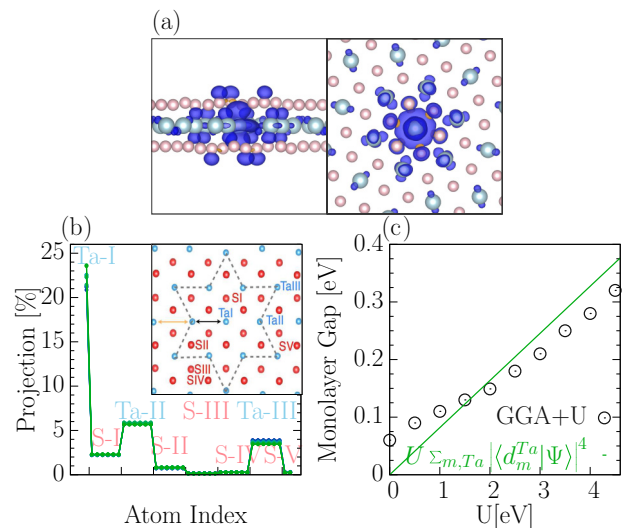 (a)
(b)
25
20
15
10
5
0
Projection [%]
Ta-I
S-I
Ta-II
S-II
S-III
S-IV
Ta-III
S-V
Atom Index
TaIII
SI
TaI
TaII
SII
SV
SIII
SIV
(c)
0.4
0.3
0.2
0.1
0
Monolayer Gap [eV]
GGA+U
U Σm,Ta |⟨d_m^Ta|Ψ⟩|^4
0 1 2 3 4
U[eV]